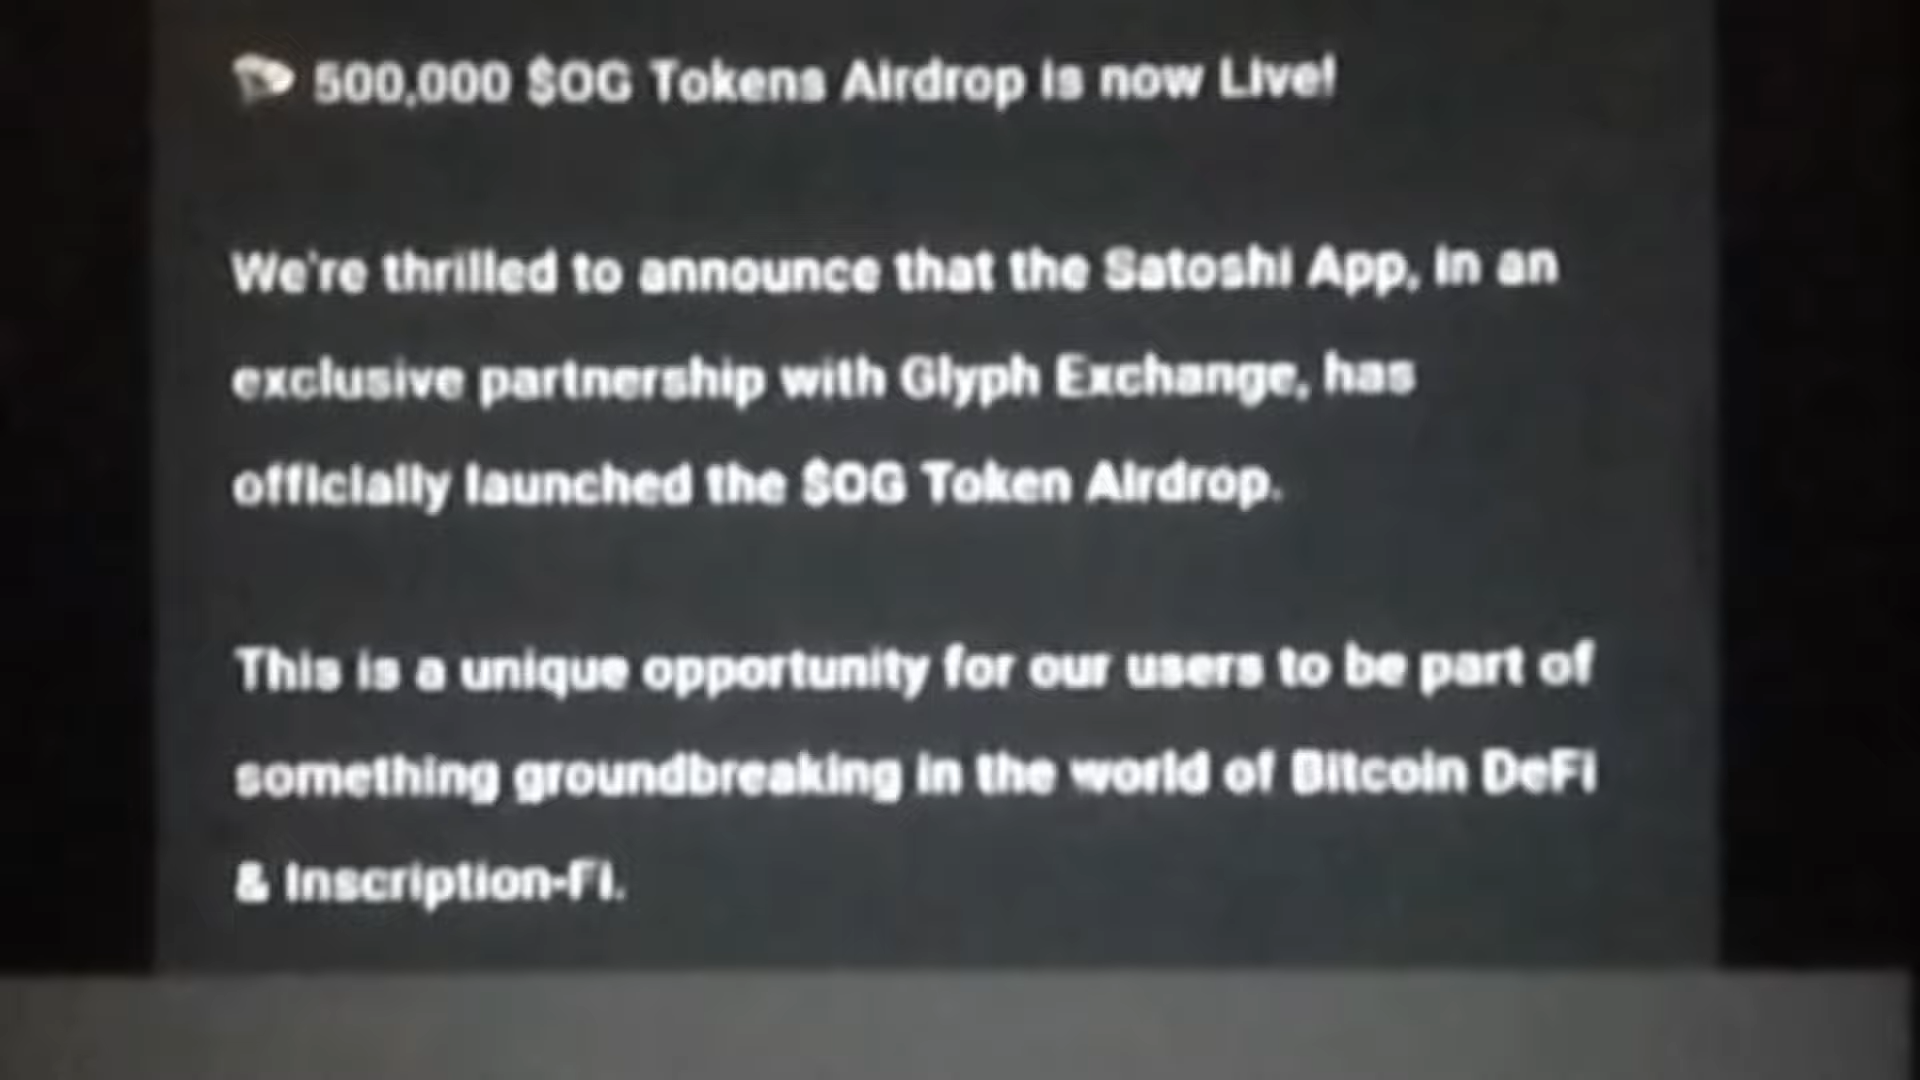 500,000 $OG Tokens Airdrop is now Live!
We're thrilled to announce that the Satoshi App, in an
exclusive partnership with Glyph Exchange, has
officially launched the $OG Token Airdrop.
This is a unique opportunity for our users to be part of
something groundbreaking in the world of Bitcoin DeFi
& Inscription-Fi.